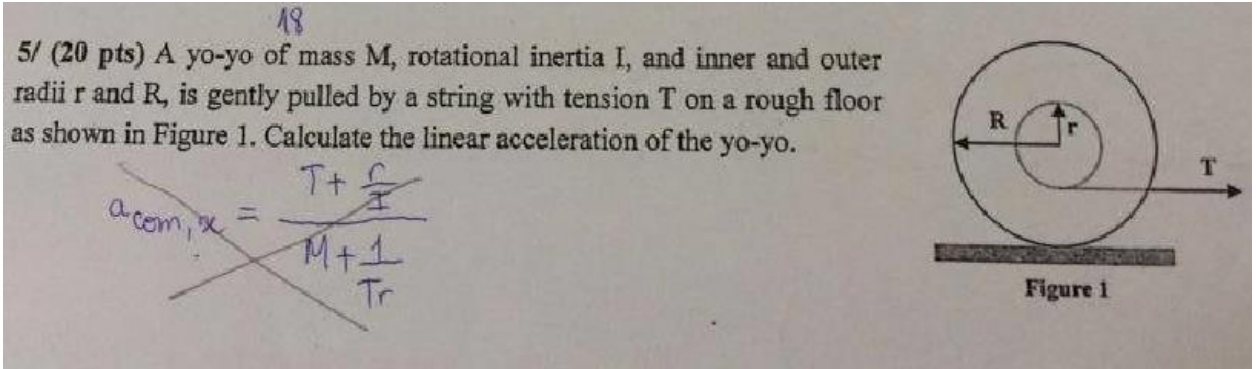 18
5/ (20 pts) A yo-yo of mass M, rotational inertia I, and inner and outer
radii r and R, is gently pulled by a string with tension T on a rough floor
as shown in Figure 1. Calculate the linear acceleration of the yo-yo.
a com, x = (T + r/I) / (M + 1/Tr)
R
r
T
Figure 1